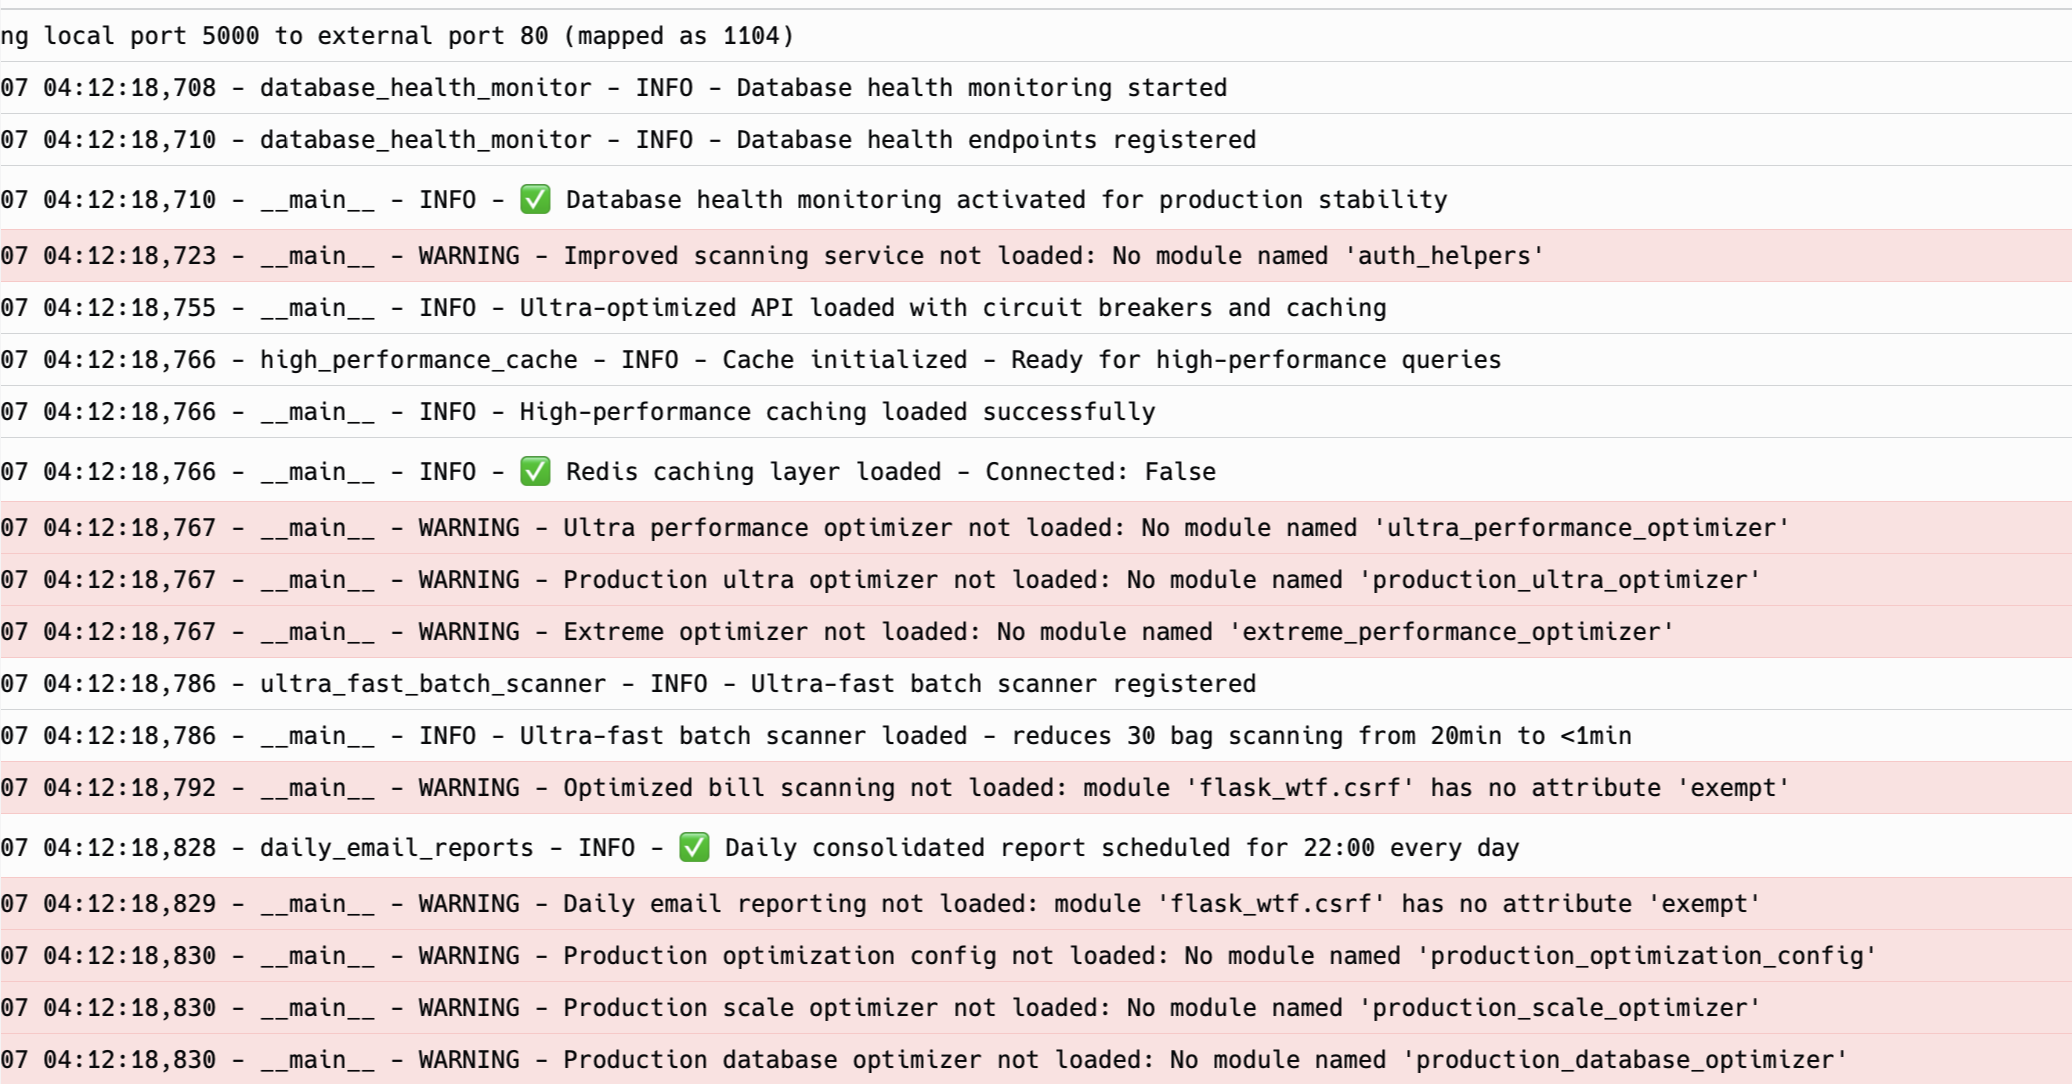 ng local port 5000 to external port 80 (mapped as 1104)
07 04:12:18,708 - database_health_monitor - INFO - Database health monitoring started
07 04:12:18,710 - database_health_monitor - INFO - Database health endpoints registered
07 04:12:18,710 - __main__ - INFO - ✅ Database health monitoring activated for production stability
07 04:12:18,723 - __main__ - WARNING - Improved scanning service not loaded: No module named 'auth_helpers'
07 04:12:18,755 - __main__ - INFO - Ultra-optimized API loaded with circuit breakers and caching
07 04:12:18,766 - high_performance_cache - INFO - Cache initialized - Ready for high-performance queries
07 04:12:18,766 - __main__ - INFO - High-performance caching loaded successfully
07 04:12:18,766 - __main__ - INFO - ✅ Redis caching layer loaded - Connected: False
07 04:12:18,767 - __main__ - WARNING - Ultra performance optimizer not loaded: No module named 'ultra_performance_optimizer'
07 04:12:18,767 - __main__ - WARNING - Production ultra optimizer not loaded: No module named 'production_ultra_optimizer'
07 04:12:18,767 - __main__ - WARNING - Extreme optimizer not loaded: No module named 'extreme_performance_optimizer'
07 04:12:18,786 - ultra_fast_batch_scanner - INFO - Ultra-fast batch scanner registered
07 04:12:18,786 - __main__ - INFO - Ultra-fast batch scanner loaded - reduces 30 bag scanning from 20min to <1min
07 04:12:18,792 - __main__ - WARNING - Optimized bill scanning not loaded: module 'flask_wtf.csrf' has no attribute 'exempt'
07 04:12:18,828 - daily_email_reports - INFO - ✅ Daily consolidated report scheduled for 22:00 every day
07 04:12:18,829 - __main__ - WARNING - Daily email reporting not loaded: module 'flask_wtf.csrf' has no attribute 'exempt'
07 04:12:18,830 - __main__ - WARNING - Production optimization config not loaded: No module named 'production_optimization_config'
07 04:12:18,830 - __main__ - WARNING - Production scale optimizer not loaded: No module named 'production_scale_optimizer'
07 04:12:18,830 - __main__ - WARNING - Production database optimizer not loaded: No module named 'production_database_optimizer'